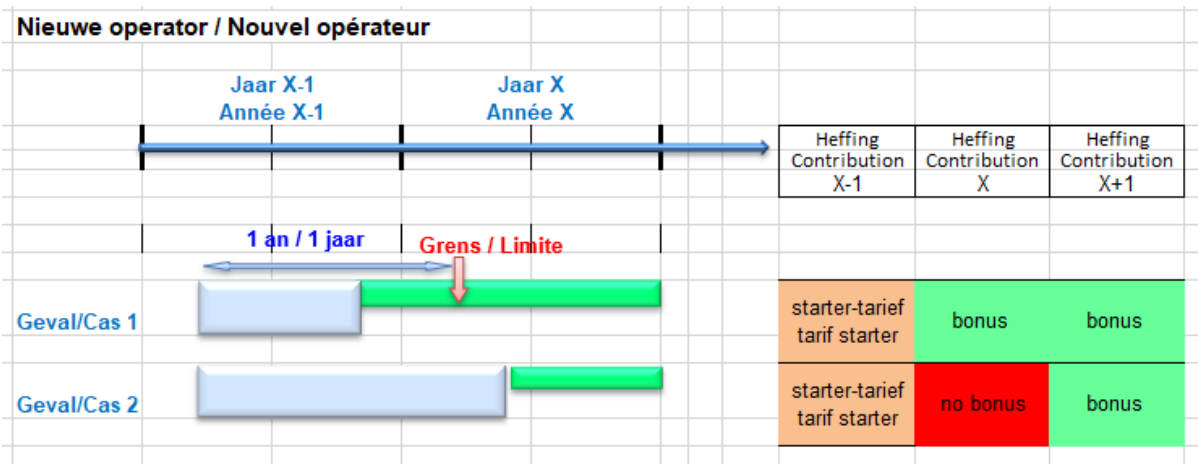 Nieuwe operator / Nouvel opérateur
Jaar X-1
Année X-1
Jaar X
Année X
Heffing
Contribution
X-1
Heffing
Contribution
X
Heffing
Contribution
X+1
1 an / 1 jaar
Grens / Limite
Geval/Cas 1
starter-tarief
tarif starter
bonus
bonus
Geval/Cas 2
starter-tarief
tarif starter
no bonus
bonus